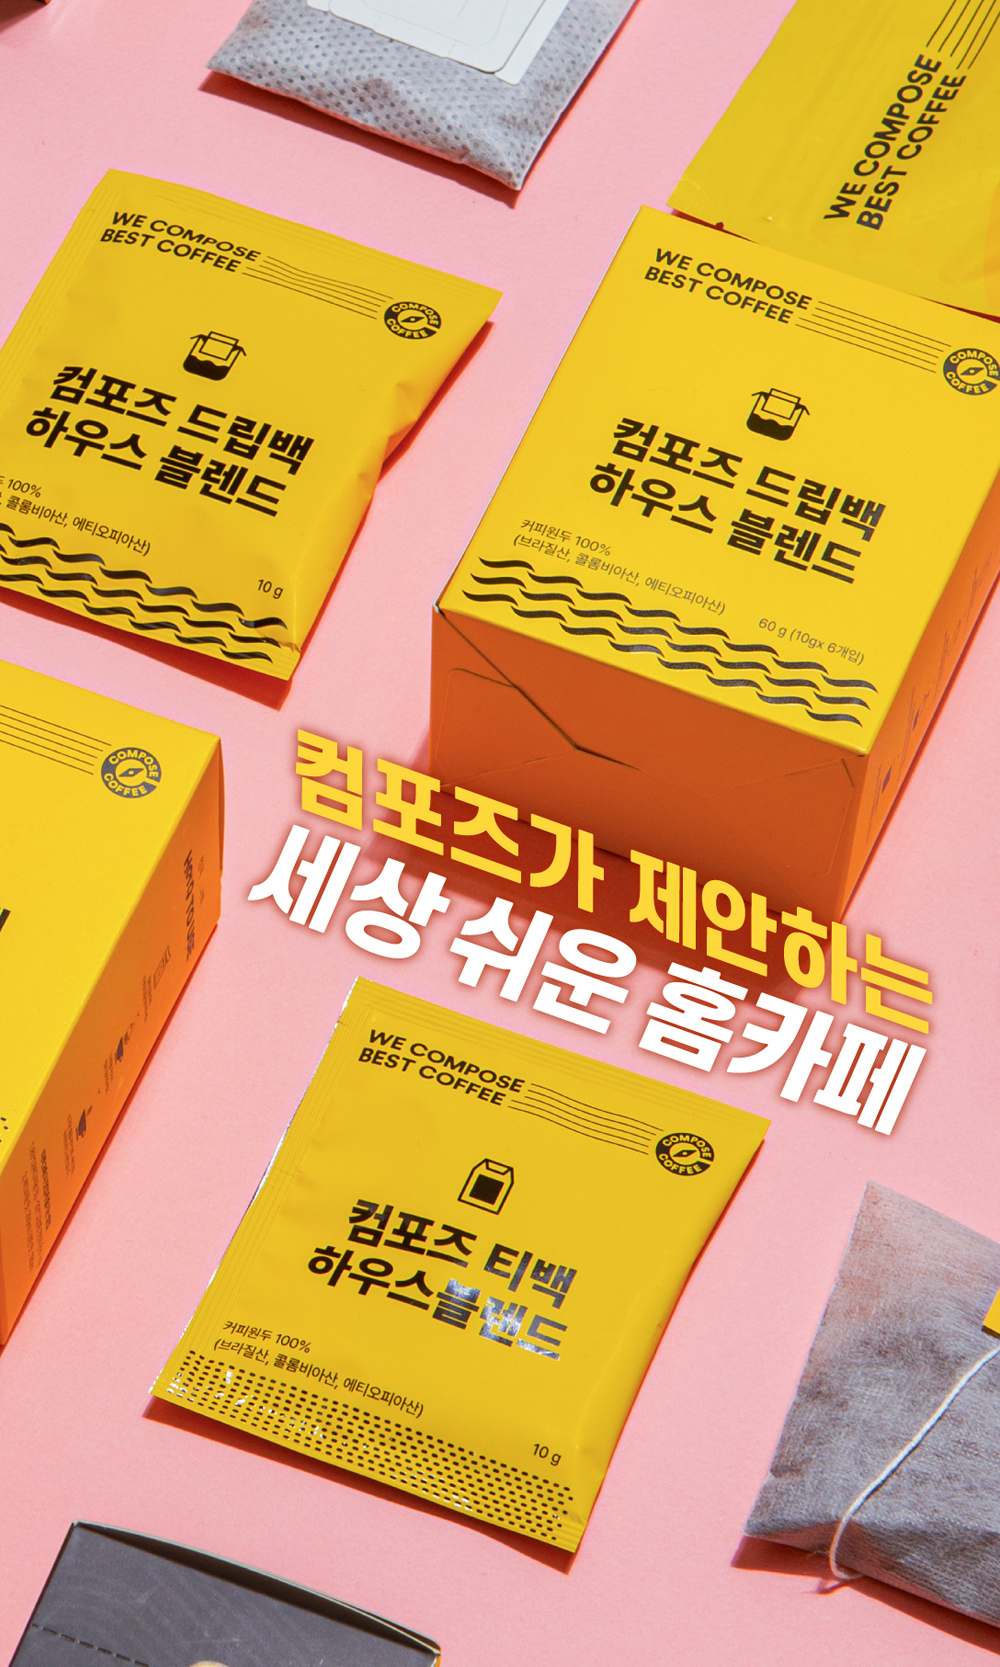 WE COMPOSE
BEST COFFEE
WE COMPOSE
BEST COFFEE
COMPOSE
COFFEE
컴포즈 드립백
하우스 블렌드
100%
콜롬비아산, 에티오피아산)
10 g
WE COMPOSE
BEST COFFEE
COMPOSE
COFFEE
컴포즈 드립백
하우스 블렌드
커피원두 100%
(브라질산, 콜롬비아산, 에티오피아산)
60 g (10gx 6개입)
COMPOSE
COFFEE
컴포즈가 제안하는
세상 쉬운 홈카페
WE COMPOSE
BEST COFFEE
COMPOSE
COFFEE
컴포즈 티백
하우스블렌드
커피원두 100%
(브라질산, 콜롬비아산, 에티오피아산)
10 g